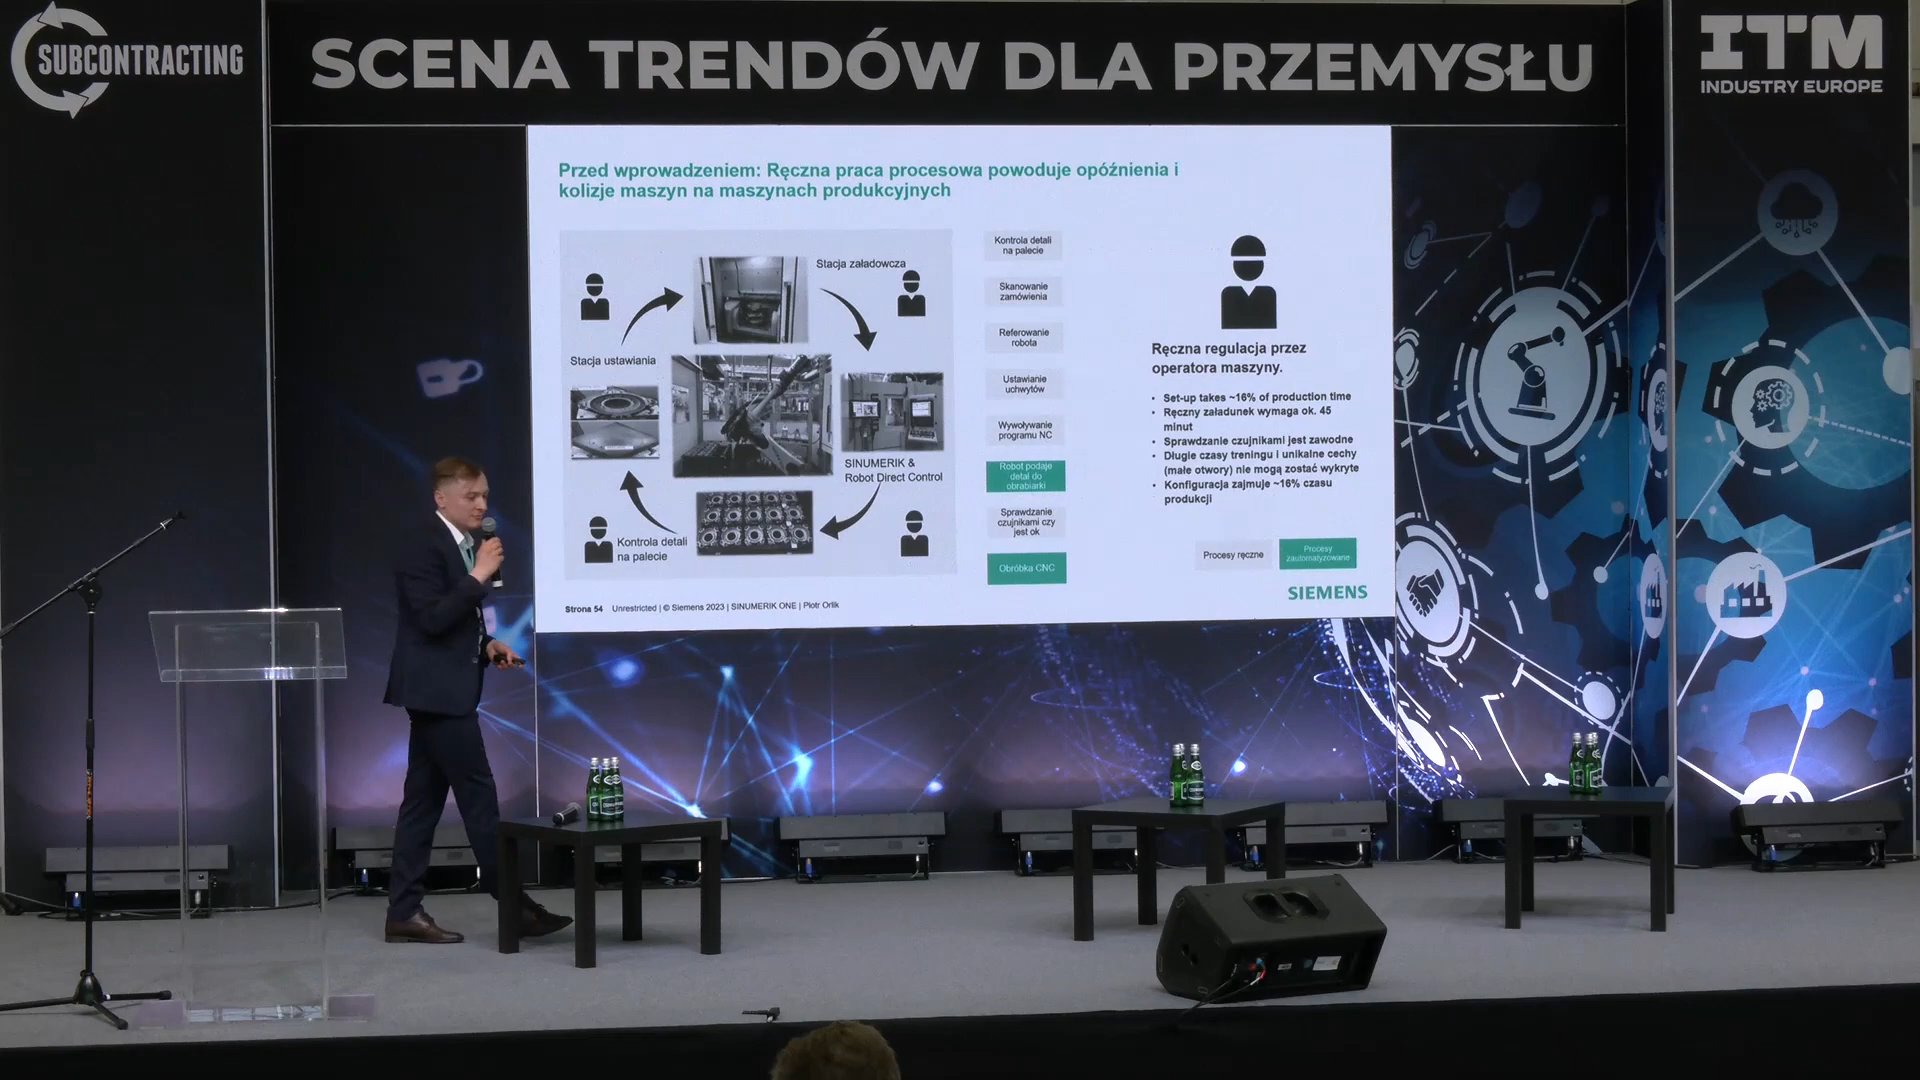 SUBCONTRACTING
SCENA TRENDÓW DLA PRZEMYSŁU
ITM
INDUSTRY EUROPE
Przed wprowadzeniem: Ręczna praca procesowa powoduje opóźnienia i
kolizje maszyn na maszynach produkcyjnych
Stacja załadowcza
Stacja ustawiania
SINUMERIK &
Robot Direct Control
Kontrola detali
na palecie
Kontrola detali
na palecie
Skanowanie
zamówienia
Referowanie
robota
Ustawianie
uchwytów
Wywoływanie
programu NC
Robot podaje
detal do
obrabiarki
Sprawdzanie
czujnikami czy
jest ok
Obróbka CNC
Ręczna regulacja przez
operatora maszyny.
• Set-up takes ~16% of production time
• Ręczny załadunek wymaga ok. 45
minut
• Sprawdzanie czujnikami jest zawodne
• Długie czasy treningu i unikalne cechy
(małe otwory) nie mogą zostać wykryte
• Konfiguracja zajmuje ~16% czasu
produkcji
Procesy ręczne
Procesy
zautomatyzowane
SIEMENS
Strona 54 Unrestricted | © Siemens 2023 | SINUMERIK ONE | Piotr Orlik